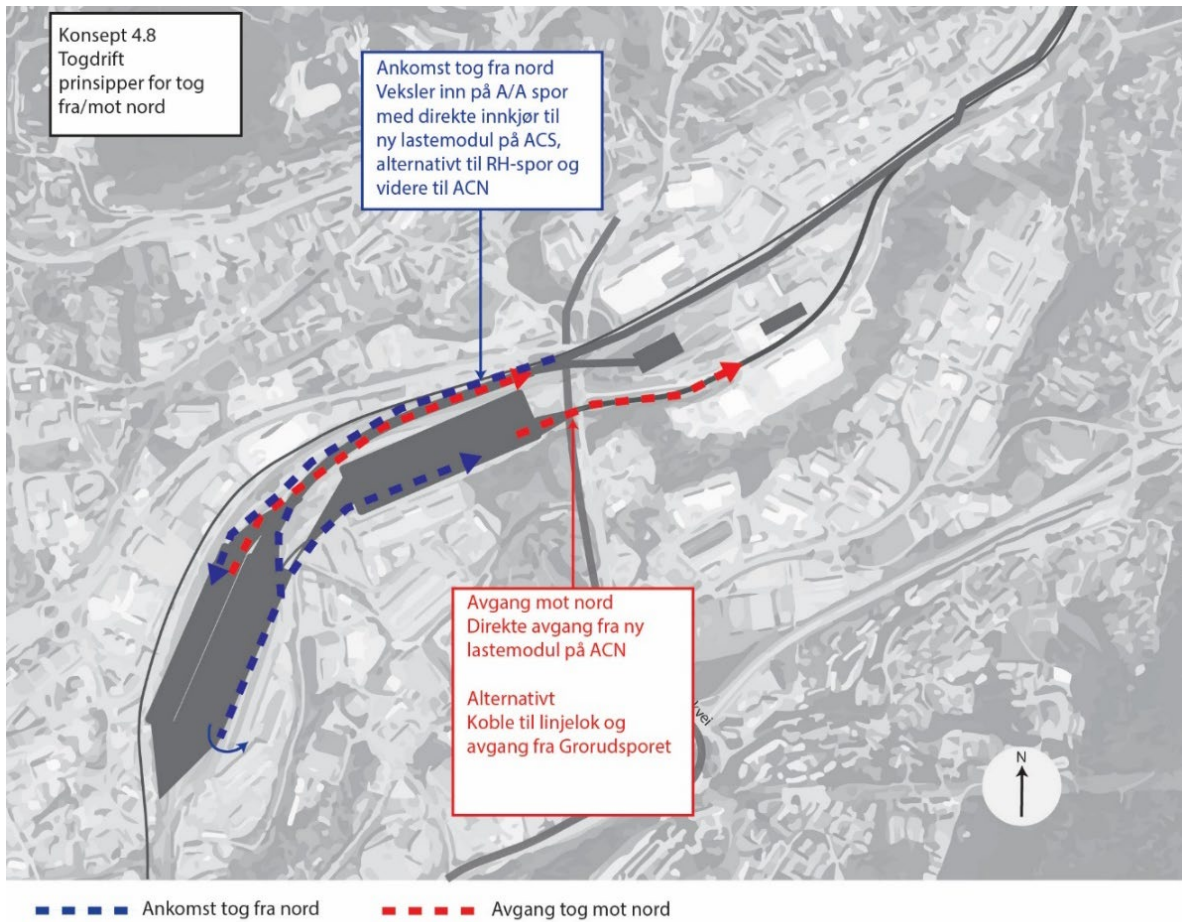 Konsept 4.8
Togdrift
prinsipper for tog
fra/mot nord
Ankomst tog fra nord
Veksler inn på A/A spor
med direkte innkjør til
ny lastemodul på ACS,
alternativt til RH-spor og
videre til ACN
Avgang mot nord
Direkte avgang fra ny
lastemodul på ACN
Alternativt
Koble til linjelok og
avgang fra Grorudsporet
N
Ankomst tog fra nord
Avgang tog mot nord